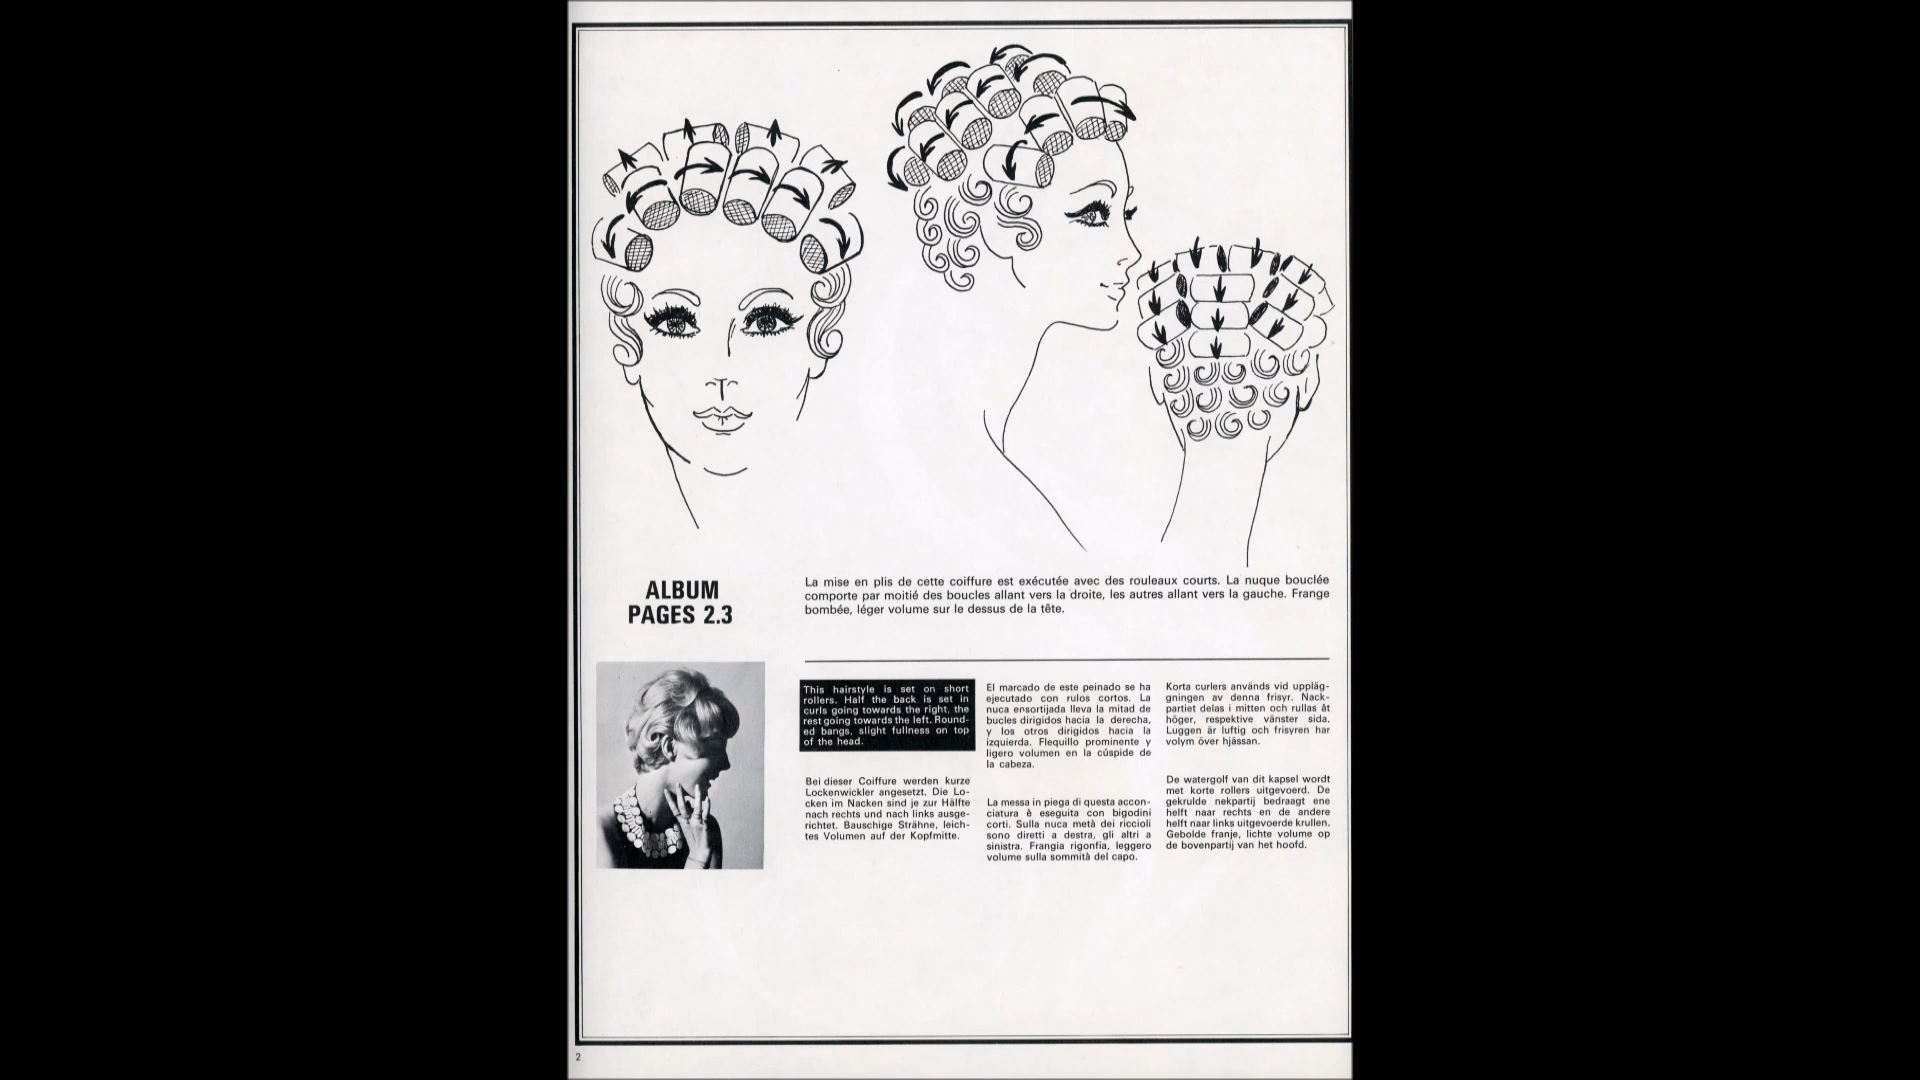 ALBUM
PAGES 2.3
La mise en plis de cette coiffure est exécutée avec des rouleaux courts. La nuque bouclée
comporte par moitié des boucles allant vers la droite, les autres allant vers la gauche. Frange
bombée, léger volume sur le dessus de la tête.
This hairstyle is set on short
rollers. Half the back is set in
curls going towards the right, the
rest going towards the left. Round-
ed bangs, slight fullness on top
of the head.
Bei dieser Coiffure werden kurze
Lockenwickler angesetzt. Die Lo-
cken im Nacken sind je zur Hälfte
nach rechts und nach links ausge-
richtet. Bauschige Strähne, leich-
tes Volumen auf der Kopfmitte.
El marcado de este peinado se ha
ejecutado con rulos cortos. La
nuca ensortijada lleva la mitad de
bucles dirigidos hacia la derecha,
y los otros dirigidos hacia la
izquierda. Flequillo prominente y
ligero volumen en la cúspide de
la cabeza.
La messa in piega di questa accon-
ciatura è eseguita con bigodini
corti. Sulla nuca metà dei riccioli
sono diretti a destra, gli altri a
sinistra. Frangia rigonfia, leggero
volume sulla sommità del capo.
Korta curlers används vid uppläg-
gningen av denna frisyr. Nack-
partiet delas i mitten och rullas åt
höger, respektive vänster sida.
Luggen är luftig och frisyren har
volym över hjässan.
De watergolf van dit kapsel wordt
met korte rollers uitgevoerd. De
gekrulde nekpartij bedraagt ene
helft naar rechts en de andere
helft naar links uitgevoerde krullen.
Gebolde franje, lichte volume op
de bovenpartij van het hoofd.
2